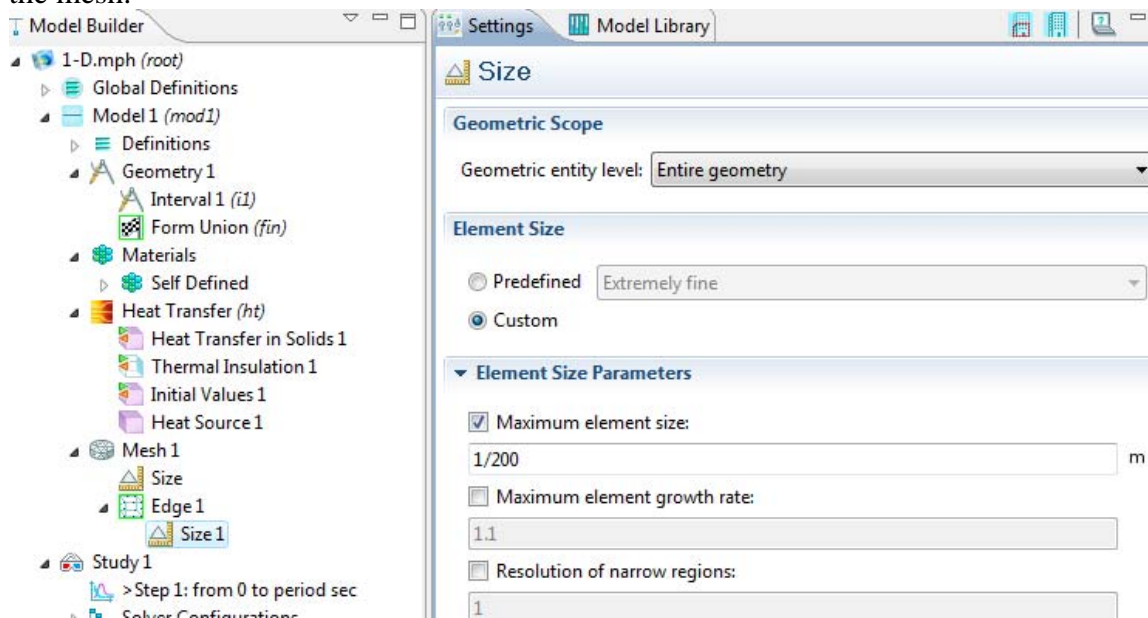 the mesh.
Model Builder
1-D.mph (root)
Global Definitions
Model 1 (mod1)
Definitions
Geometry 1
Interval 1 (i1)
Form Union (fin)
Materials
Self Defined
Heat Transfer (ht)
Heat Transfer in Solids 1
Thermal Insulation 1
Initial Values 1
Heat Source 1
Mesh 1
Size
Edge 1
Size 1
Study 1
>Step 1: from 0 to period sec
Solver Configurations
Settings
Model Library
Size
Geometric Scope
Geometric entity level: Entire geometry
Element Size
Predefined Extremely fine
Custom
Element Size Parameters
Maximum element size:
1/200 m
Maximum element growth rate:
1.1
Resolution of narrow regions:
1